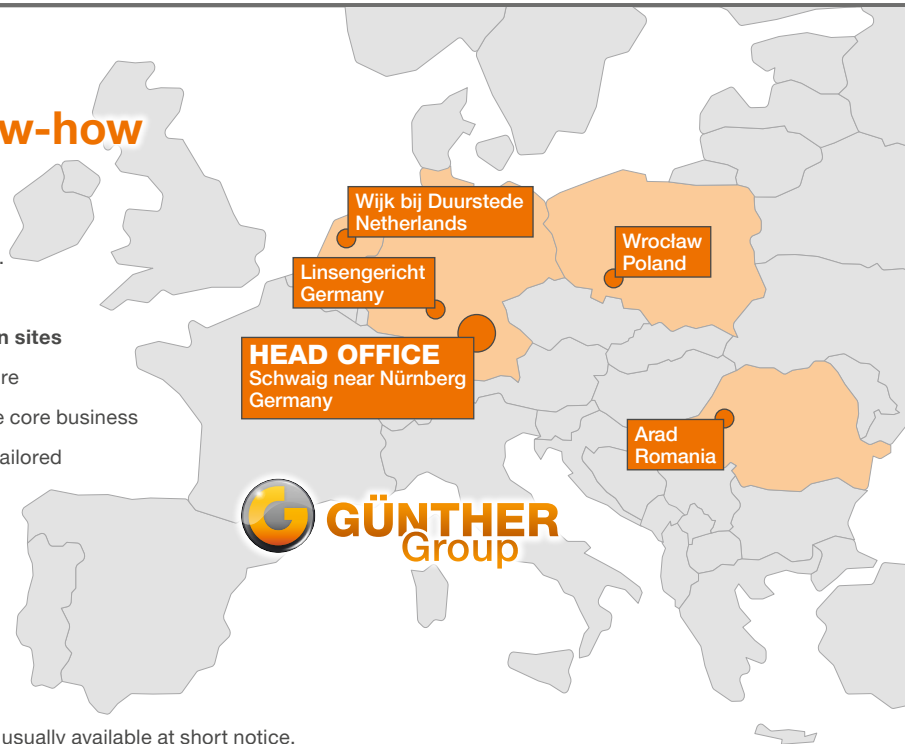 w-how
Wijk bij Duurstede
Netherlands
Wrocław
Poland
Linsengericht
Germany
n sites
HEAD OFFICE
Schwaig near Nürnberg
Germany
re
e core business
ailored
Arad
Romania
G GÜNTHER
Group
usually available at short notice.